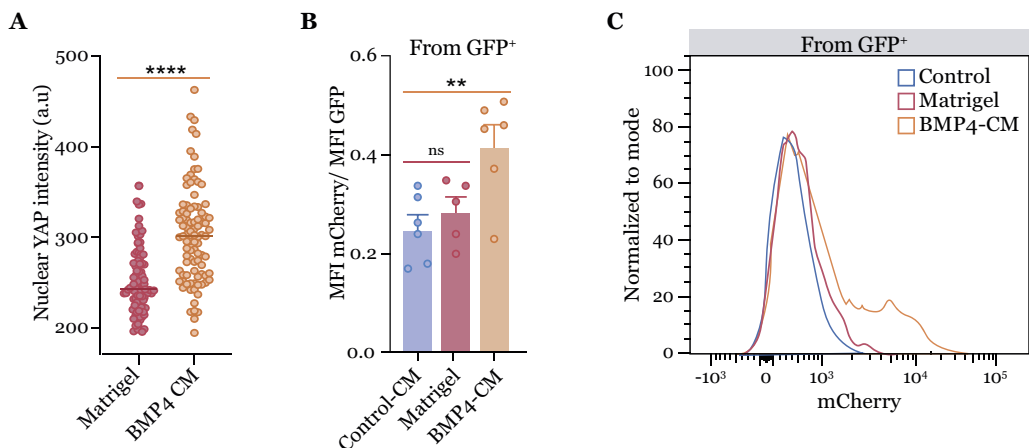 A
Nuclear YAP intensity (a.u)
500
400
300
200
****
Matrigel
BMP4 CM
B
From GFP⁺
MFI mCherry/ MFI GFP
0.6
0.4
0.2
0.0
**
ns
Control-CM
Matrigel
BMP4-CM
C
From GFP⁺
Normalized to mode
100
80
60
40
20
0
Control
Matrigel
BMP4-CM
-10³ 0 10³ 10⁴ 10⁵
mCherry